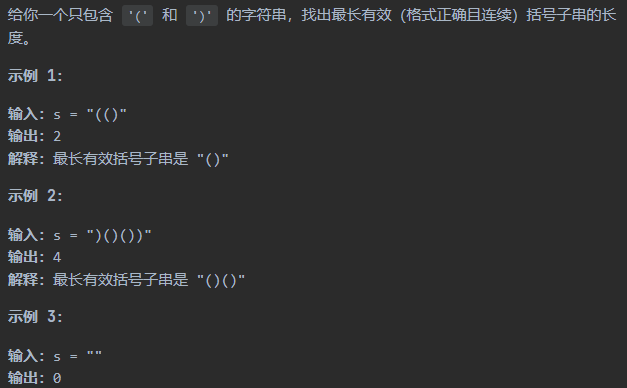 给你一个只包含 '(' 和 ')' 的字符串，找出最长有效（格式正确且连续）括号子串的长
度。
示例 1：
输入：s = "(()"
输出：2
解释：最长有效括号子串是 "()"
示例 2：
输入：s = ")()())"
输出：4
解释：最长有效括号子串是 "()()"
示例 3：
输入：s = ""
输出：0